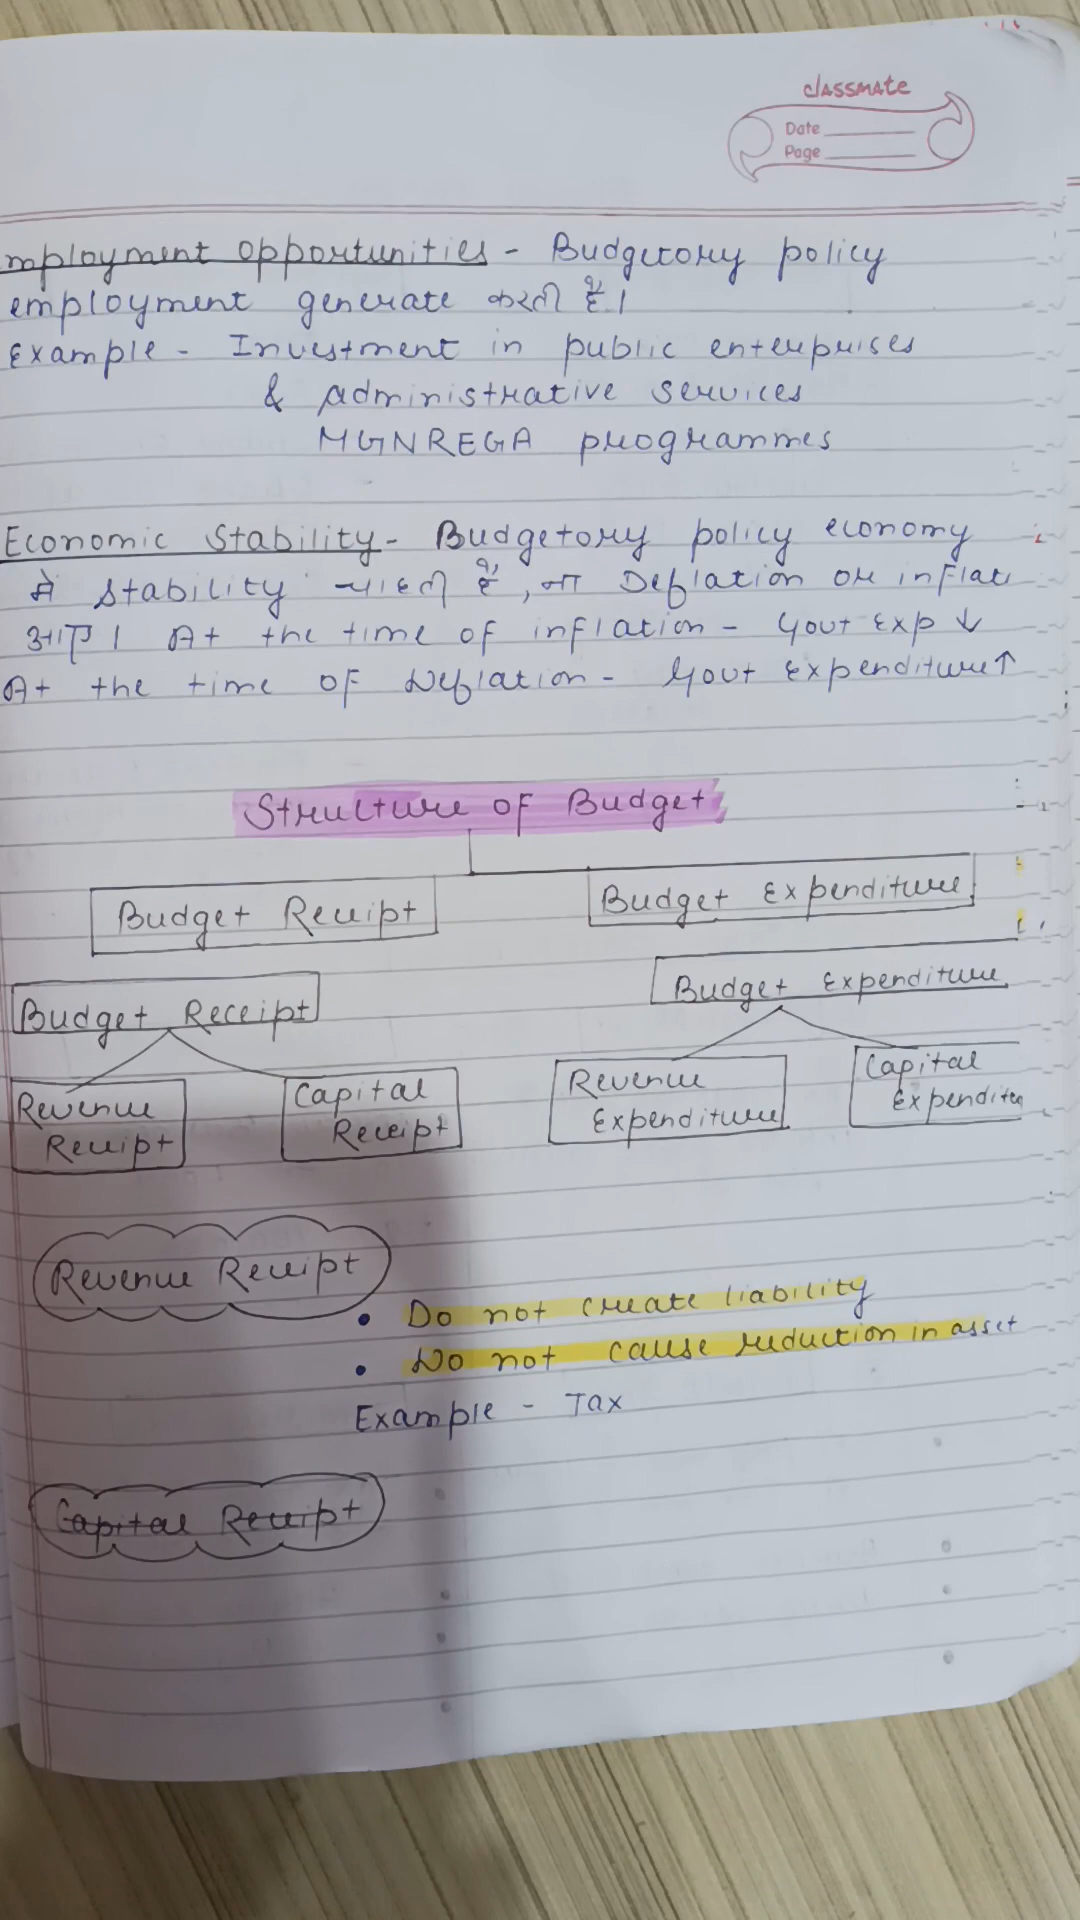 classmate
Date
Page
mployment opportunities - Budgetory policy
employment generate करती है।
Example - Investment in public enterprises
& administrative services
MGNREGA programmes
Economic Stability - Budgetory policy economy
मे stability चाहती है, ना Deflation or inflati
आए। At the time of inflation - Govt Exp ↓
At the time of Deflation - Govt Expenditure ↑
Structure of Budget
Budget Receipt Budget Expenditure
Budget Receipt Budget Expenditure
Revenue Receipt Capital Receipt Revenue Expenditure Capital Expenditu
Revenue Receipt
• Do not create liability
• Do not cause reduction in asset
Example - Tax
Capital Receipt